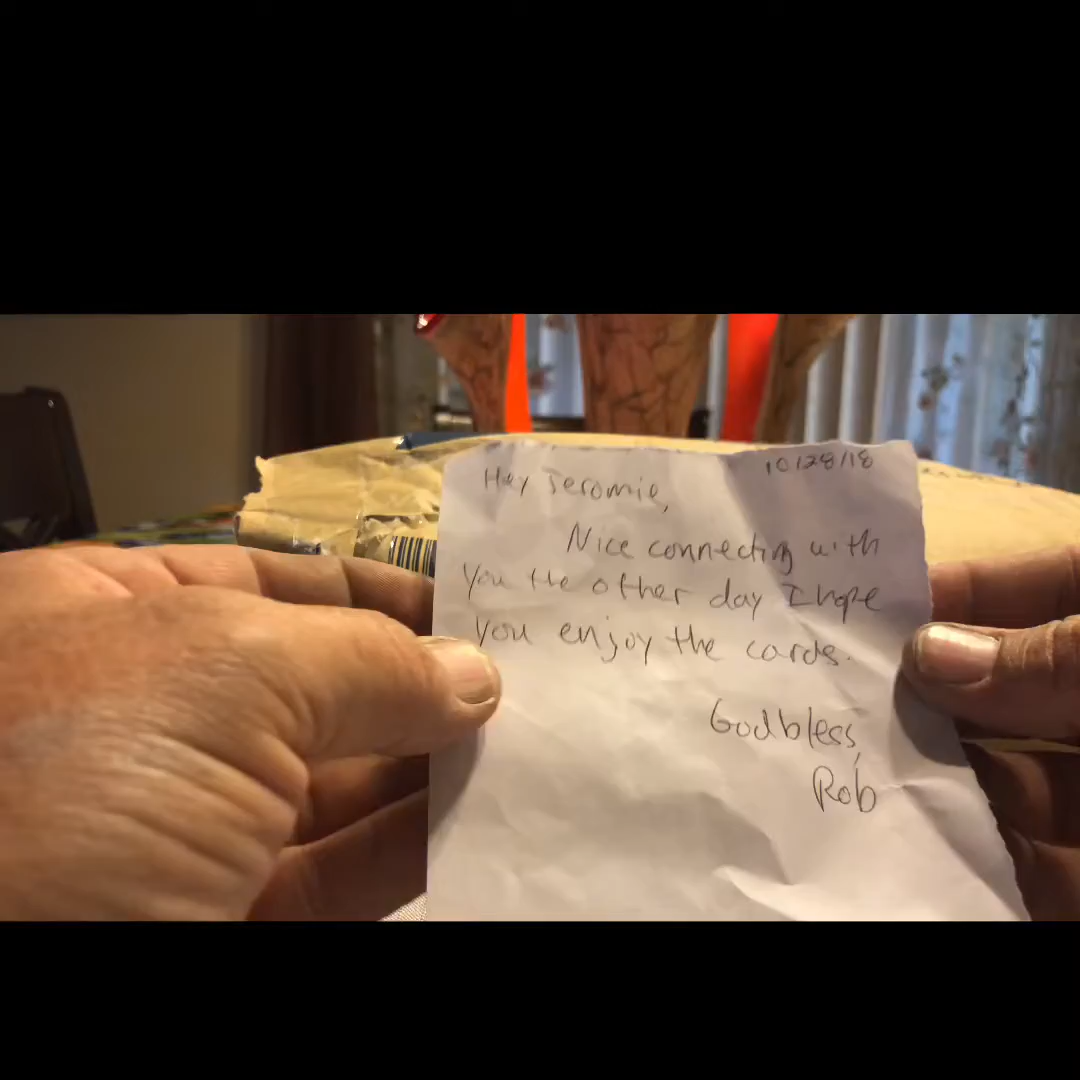 10/28/18
Hey Jeromie,
Nice connecting with
you the other day I hope
you enjoy the cards.
Godbless,
Rob